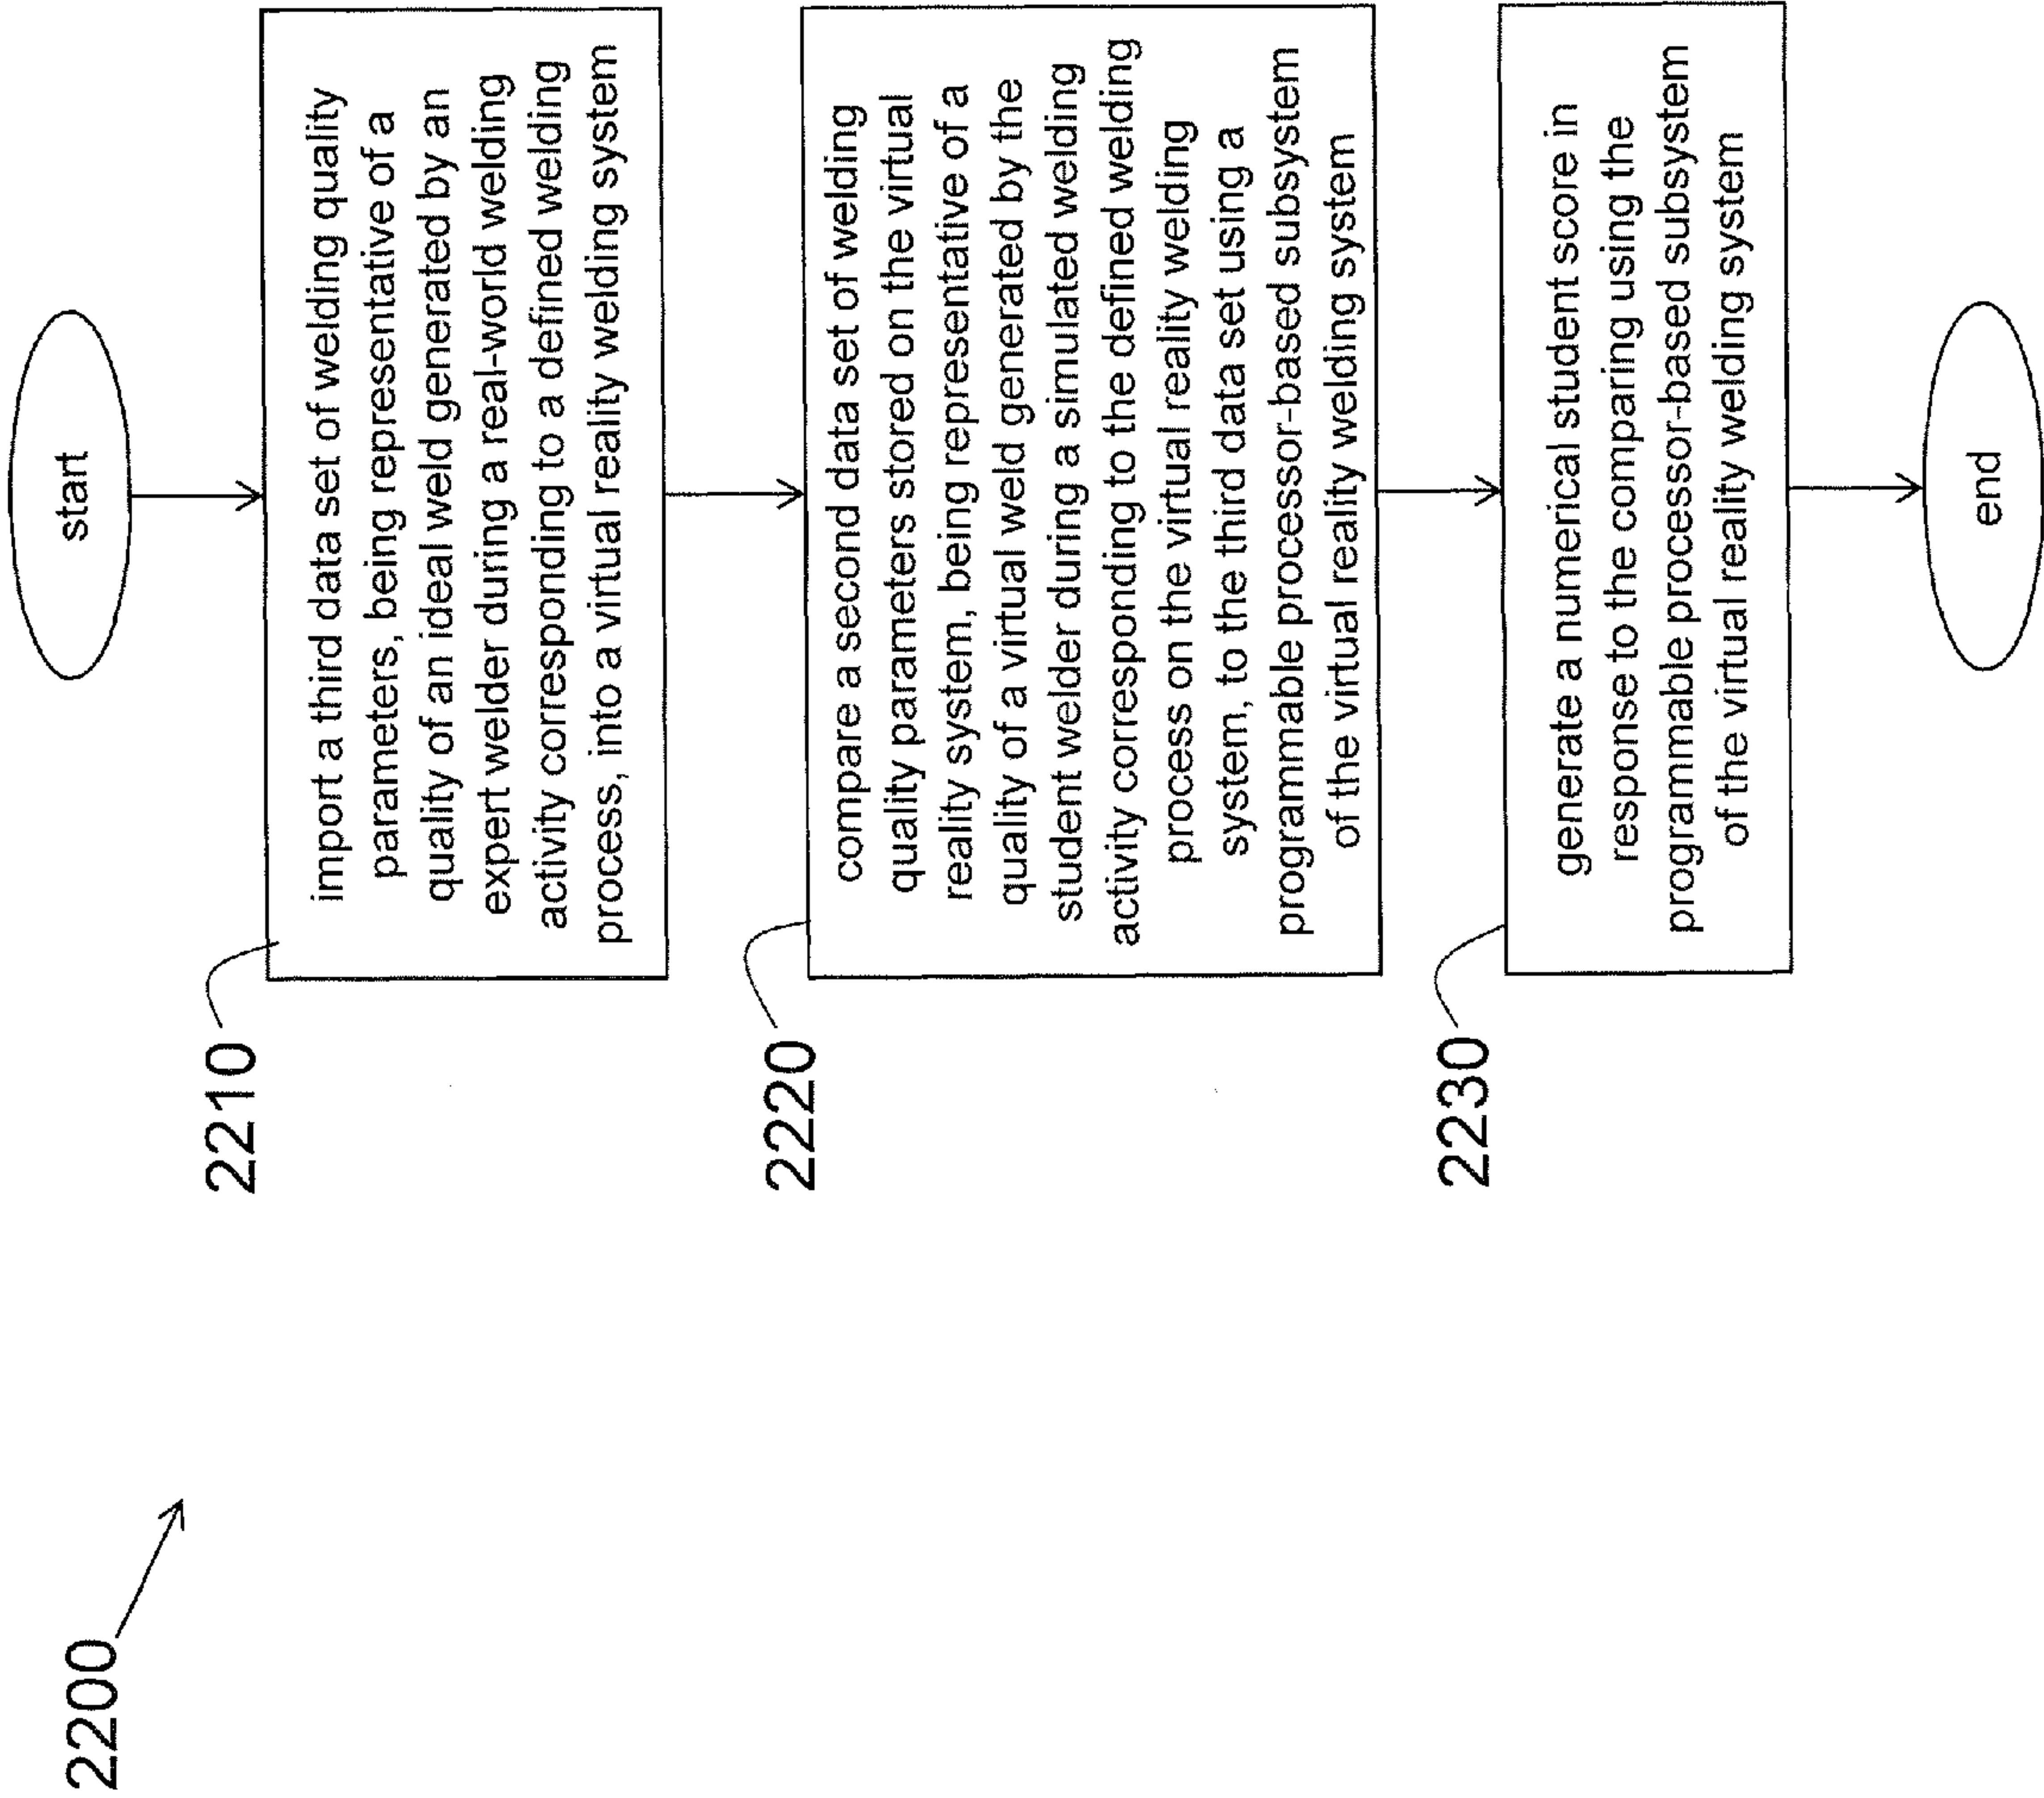 2200
start
2210
import a third data set of welding quality
parameters, being representative of a
quality of an ideal weld generated by an
expert welder during a real-world welding
activity corresponding to a defined welding
process, into a virtual reality welding system
2220
compare a second data set of welding
quality parameters stored on the virtual
reality system, being representative of a
quality of a virtual weld generated by the
student welder during a simulated welding
activity corresponding to the defined welding
process on the virtual reality welding
system, to the third data set using a
programmable processor-based subsystem
of the virtual reality welding system
2230
generate a numerical student score in
response to the comparing using the
programmable processor-based subsystem
of the virtual reality welding system
end